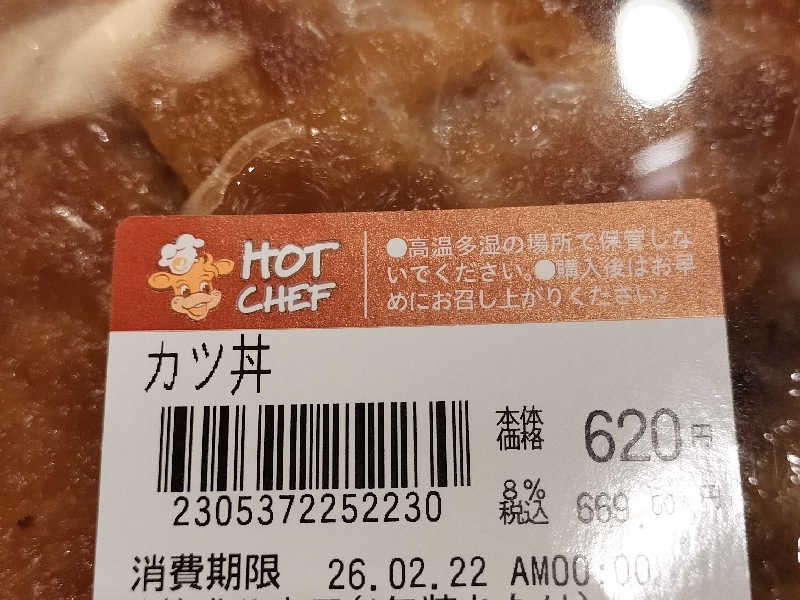 HOT
CHEF
●高温多湿の場所で保管しな
いでください。●購入後はお早
めにお召し上がりください。
カツ丼
2305372252230
本体
価格 620円
8%
税込 669.60円
消費期限 26.02.22 AM00:00